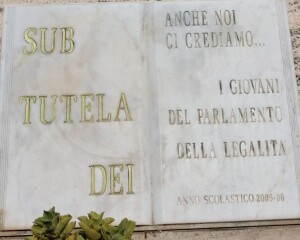 SUB
TUTELA
DEI
ANCHE NOI
CI CREDIAMO...
I GIOVANI
DEL PARLAMENTO
DELLA LEGALITÀ
ANNO SCOLASTICO 2005-06